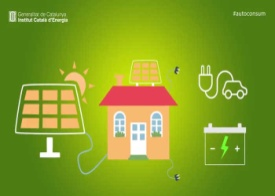 Generalitat de Catalunya
Institut Català d'Energia
#autoconsum